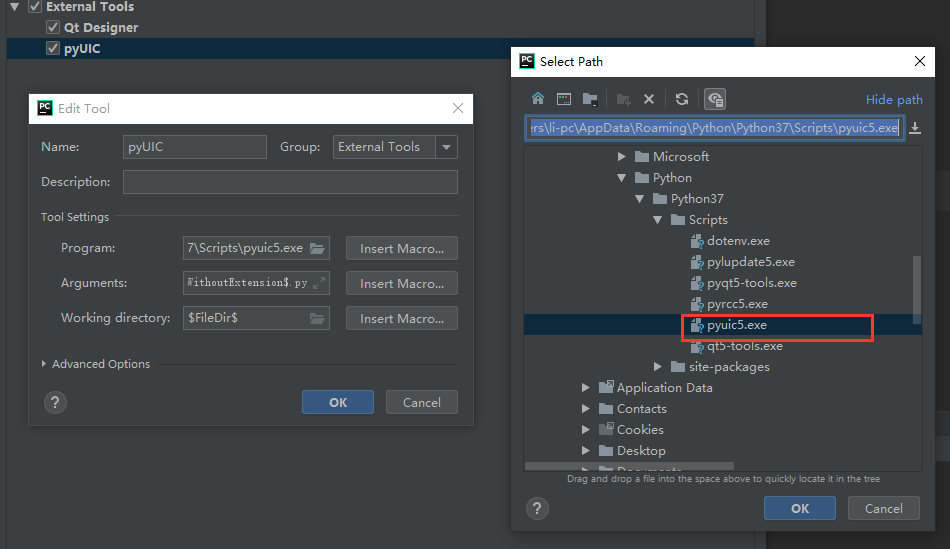 External Tools
Qt Designer
pyUIC
PC Edit Tool
Name: pyUIC Group: External Tools
Description:
Tool Settings
Program: 7\Scripts\pyuic5.exe Insert Macro...
Arguments: WithoutExtension$.py Insert Macro...
Working directory: $FileDir$ Insert Macro...
Advanced Options
? OK Cancel
PC Select Path
Hide path
ers\li-pc\AppData\Roaming\Python\Python37\Scripts\pyuic5.exe
Microsoft
Python
Python37
Scripts
dotenv.exe
pylupdate5.exe
pyqt5-tools.exe
pyrcc5.exe
pyuic5.exe
qt5-tools.exe
site-packages
Application Data
Contacts
Cookies
Desktop
Documents
Drag and drop a file into the space above to quickly locate it in the tree
? OK Cancel